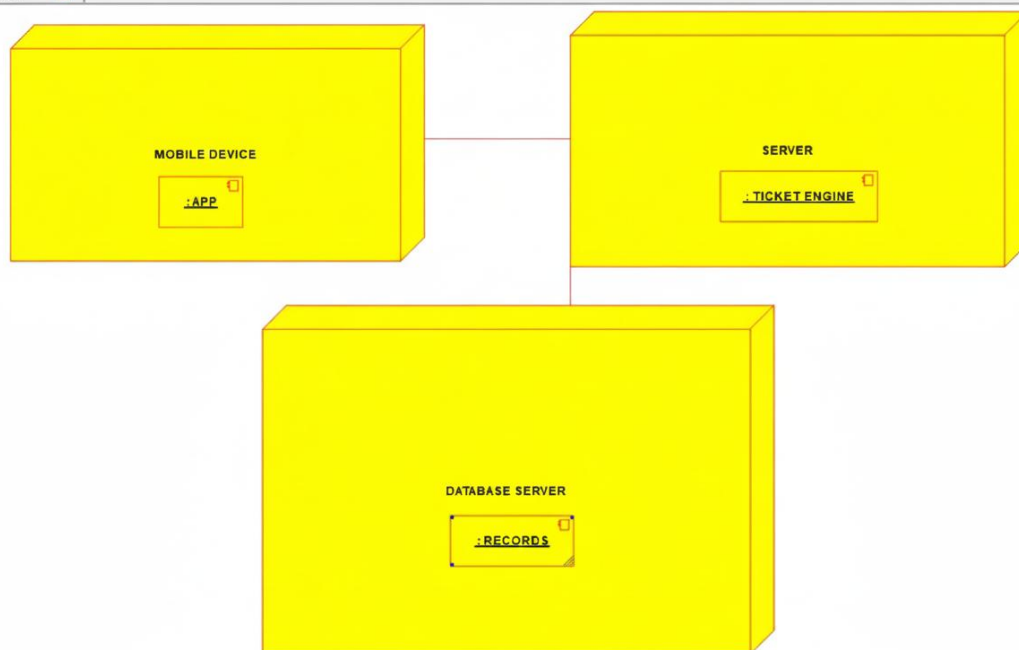 MOBILE DEVICE
:APP
SERVER
: TICKET ENGINE
DATABASE SERVER
:RECORDS